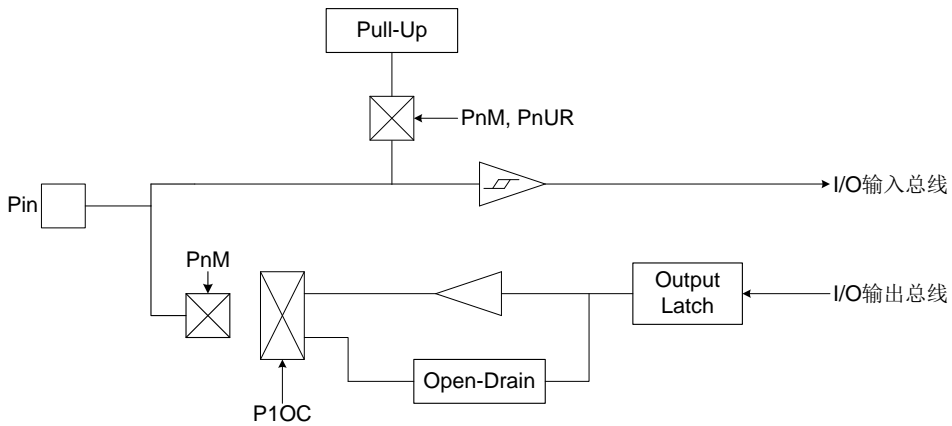 Pull-Up
PnM, PnUR
Pin
I/O输入总线
PnM
Output
Latch
I/O输出总线
Open-Drain
P1OC